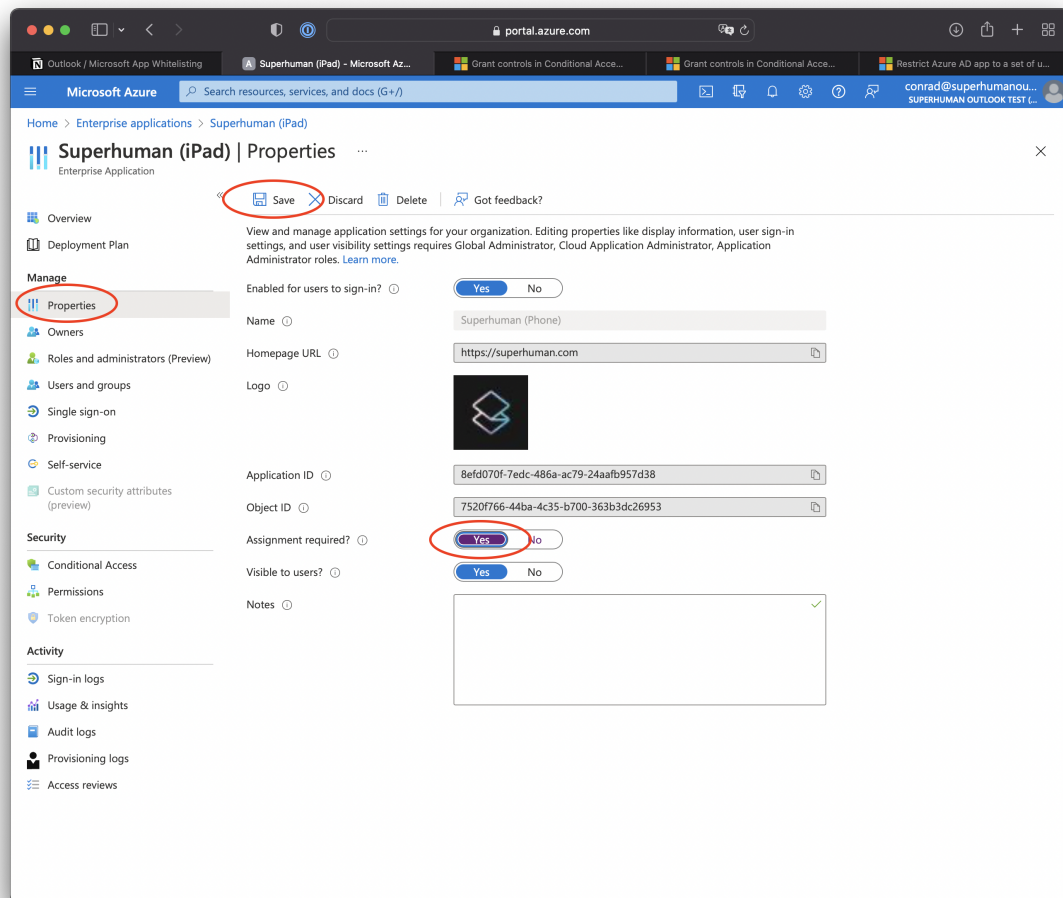 portal.azure.com
Outlook / Microsoft App Whitelisting
A Superhuman (iPad) - Microsoft Az...
Grant controls in Conditional Acce...
Grant controls in Conditional Acce...
Restrict Azure AD app to a set of u...
Microsoft Azure
Search resources, services, and docs (G+/)
conrad@superhumanou...
SUPERHUMAN OUTLOOK TEST (...
Home > Enterprise applications > Superhuman (iPad)
Superhuman (iPad) | Properties ...
Enterprise Application
Save Discard Delete Got feedback?
Overview
Deployment Plan
Manage
Properties
Owners
Roles and administrators (Preview)
Users and groups
Single sign-on
Provisioning
Self-service
Custom security attributes
(preview)
Security
Conditional Access
Permissions
Token encryption
Activity
Sign-in logs
Usage & insights
Audit logs
Provisioning logs
Access reviews
View and manage application settings for your organization. Editing properties like display information, user sign-in
settings, and user visibility settings requires Global Administrator, Cloud Application Administrator, Application
Administrator roles. Learn more.
Enabled for users to sign-in? Yes No
Name Superhuman (Phone)
Homepage URL https://superhuman.com
Logo
Application ID 8efd070f-7edc-486a-ac79-24aafb957d38
Object ID 7520f766-44ba-4c35-b700-363b3dc26953
Assignment required? Yes No
Visible to users? Yes No
Notes